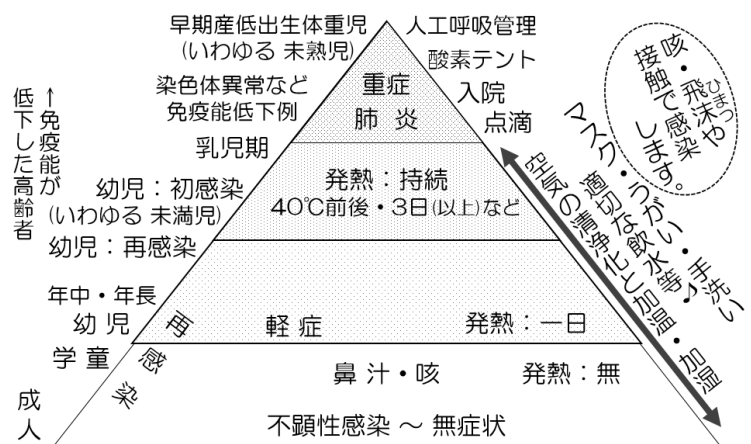 早期産低出生体重児
(いわゆる 未熟児)
染色体異常など
免疫能低下例
乳児期
幼児：初感染
(いわゆる 未満児)
幼児：再感染
年中・年長
幼児
学童
成人
再感染
←免疫能が
低下した高齢者
重症
肺炎
発熱：持続
40℃前後・3日(以上)など
軽症
発熱：一日
鼻汁・咳
発熱：無
不顕性感染 ～ 無症状
人工呼吸管理
酸素テント
入院
点滴
咳・飛沫や
ひまつ
接触で感染
します。
マスク・うがい・手洗い
適切な飲水等♪
空気の清浄化と加温・加湿